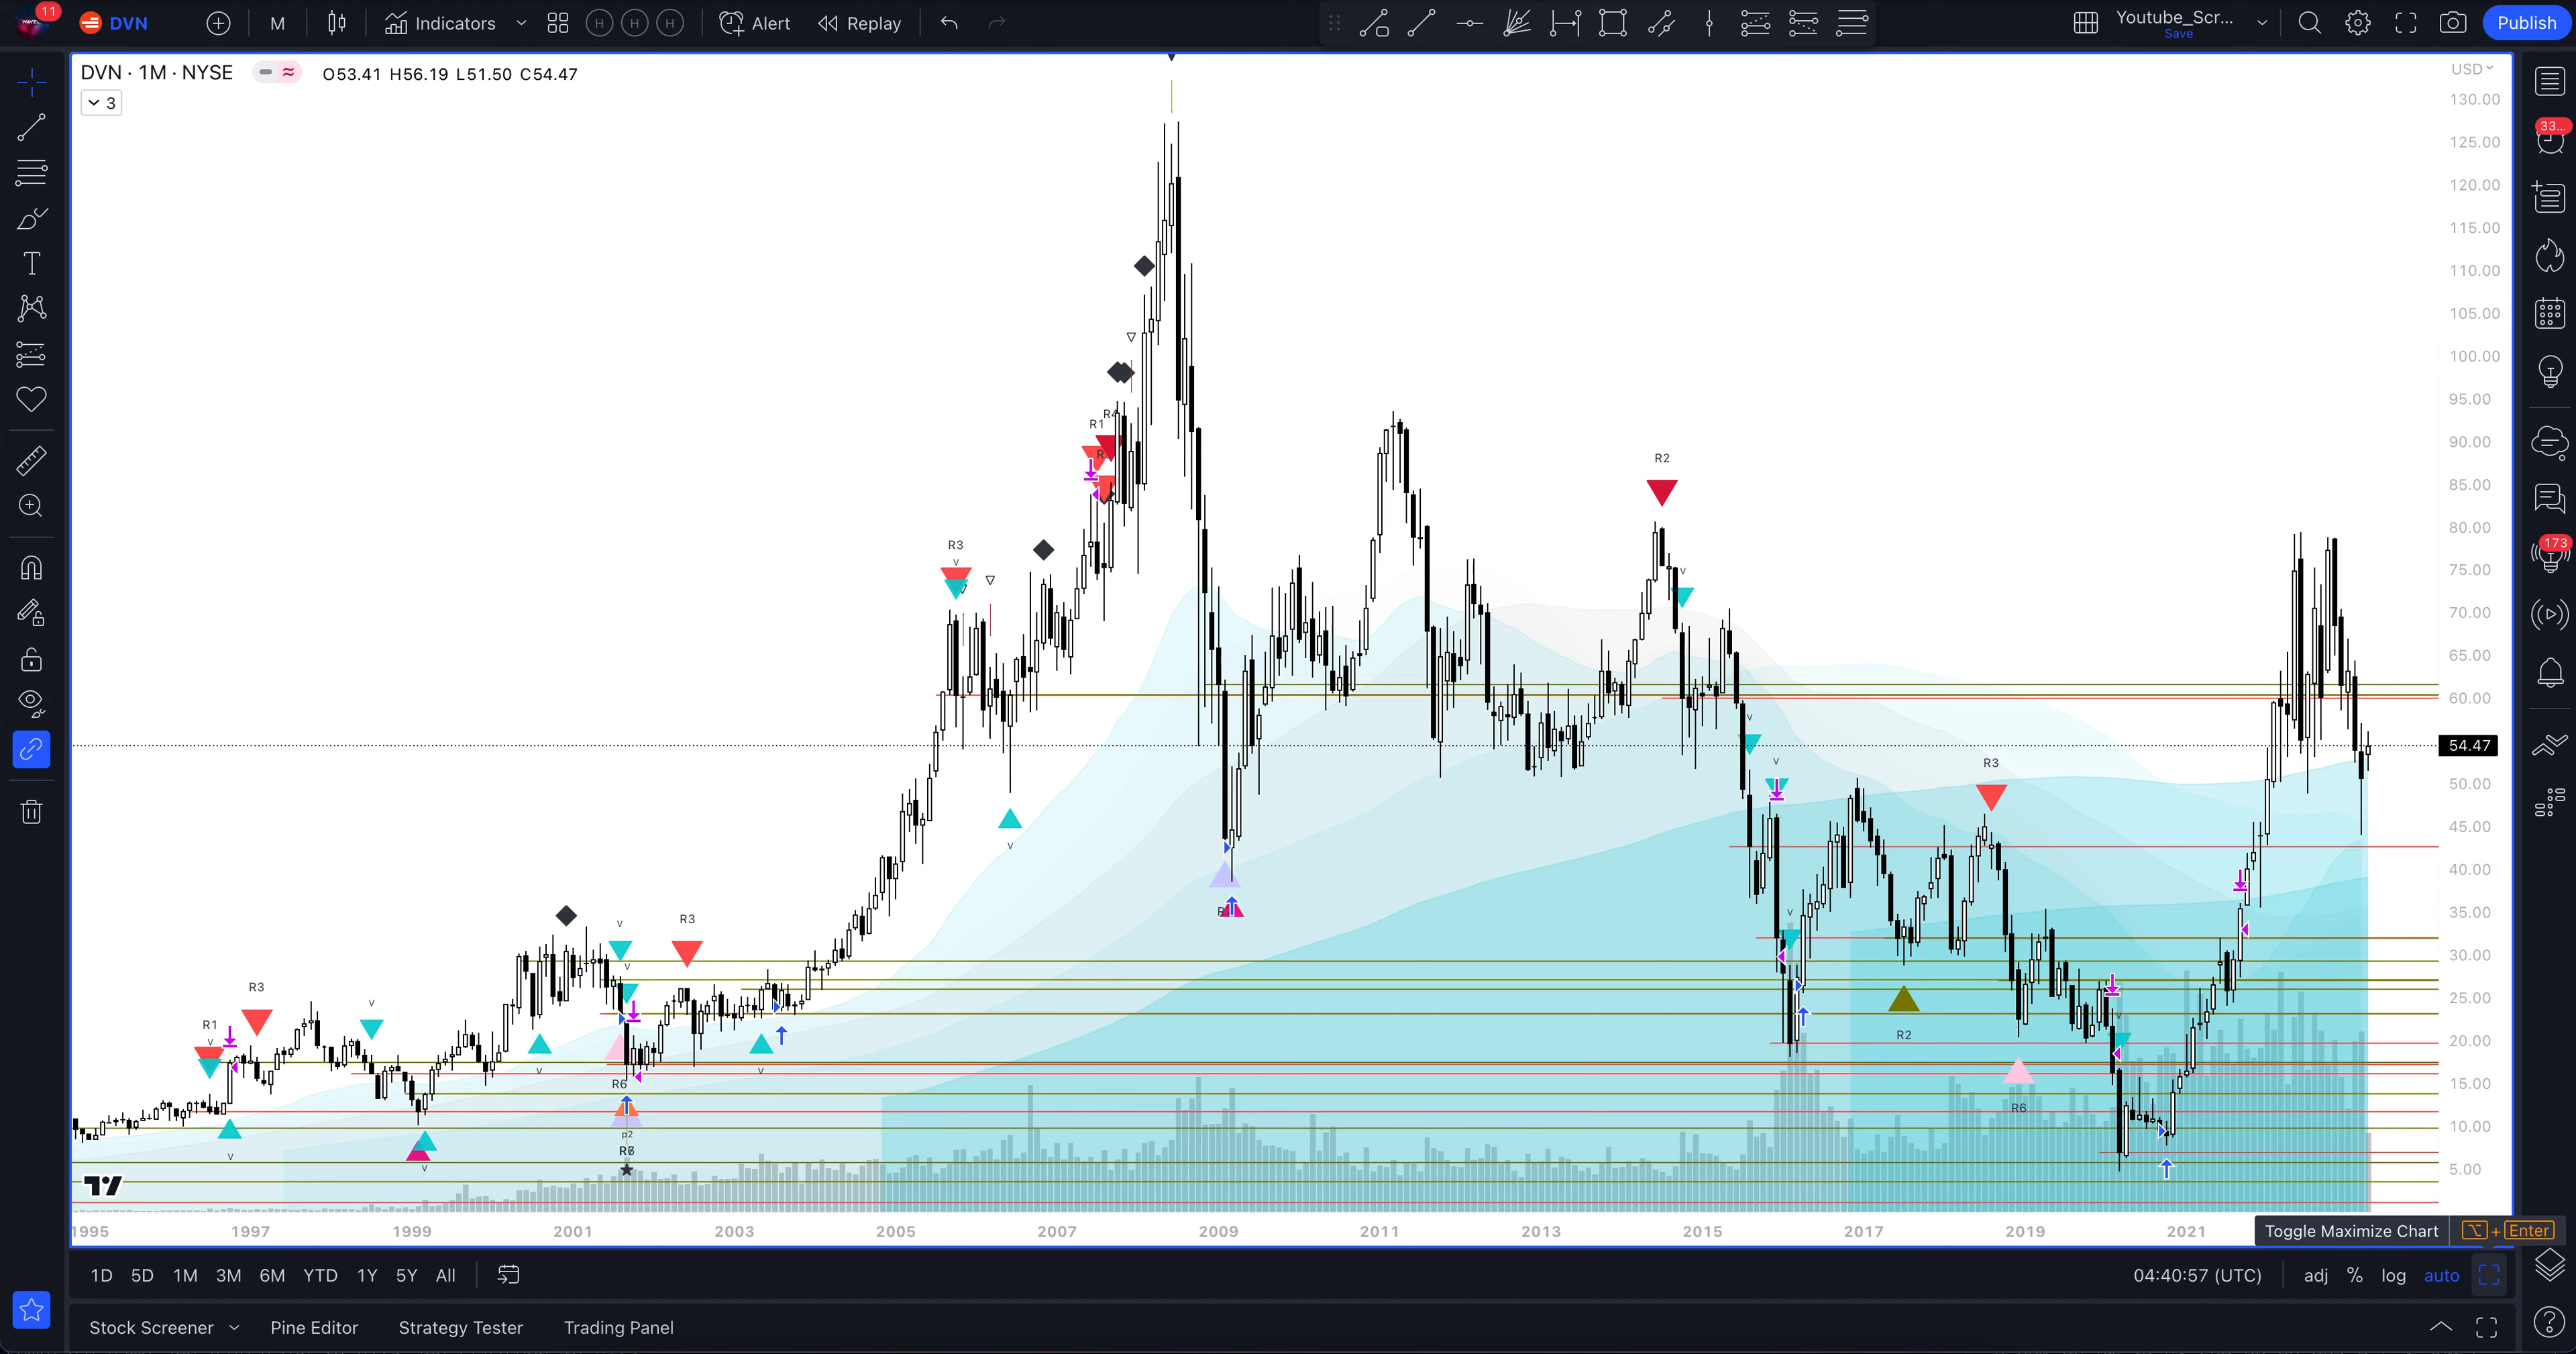 11
DVN
M
Indicators
H H H
Alert
Replay
Youtube_Scr...
Save
Publish
DVN · 1M · NYSE
O53.41 H56.19 L51.50 C54.47
3
USD
130.00
125.00
120.00
115.00
110.00
105.00
100.00
95.00
90.00
85.00
80.00
75.00
70.00
65.00
60.00
54.47
50.00
45.00
40.00
35.00
30.00
25.00
20.00
15.00
10.00
5.00
33...
173
R4
R1
R2
R3
v
v
v
v
R3
v
v
R3
v
v
R3
v
R1
v
v
R2
v
v
R6
R6
p2
v
v
1995 1997 1999 2001 2003 2005 2007 2009 2011 2013 2015 2017 2019 2021
Toggle Maximize Chart ⌥ + Enter
1D 5D 1M 3M 6M YTD 1Y 5Y All
04:40:57 (UTC)
adj % log auto
Stock Screener
Pine Editor
Strategy Tester
Trading Panel